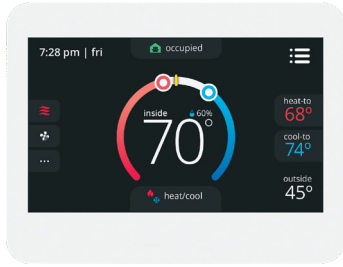 7:28 pm | fri
occupied
inside
60%
70°
heat-to
68°
cool-to
74°
outside
45°
heat/cool
...